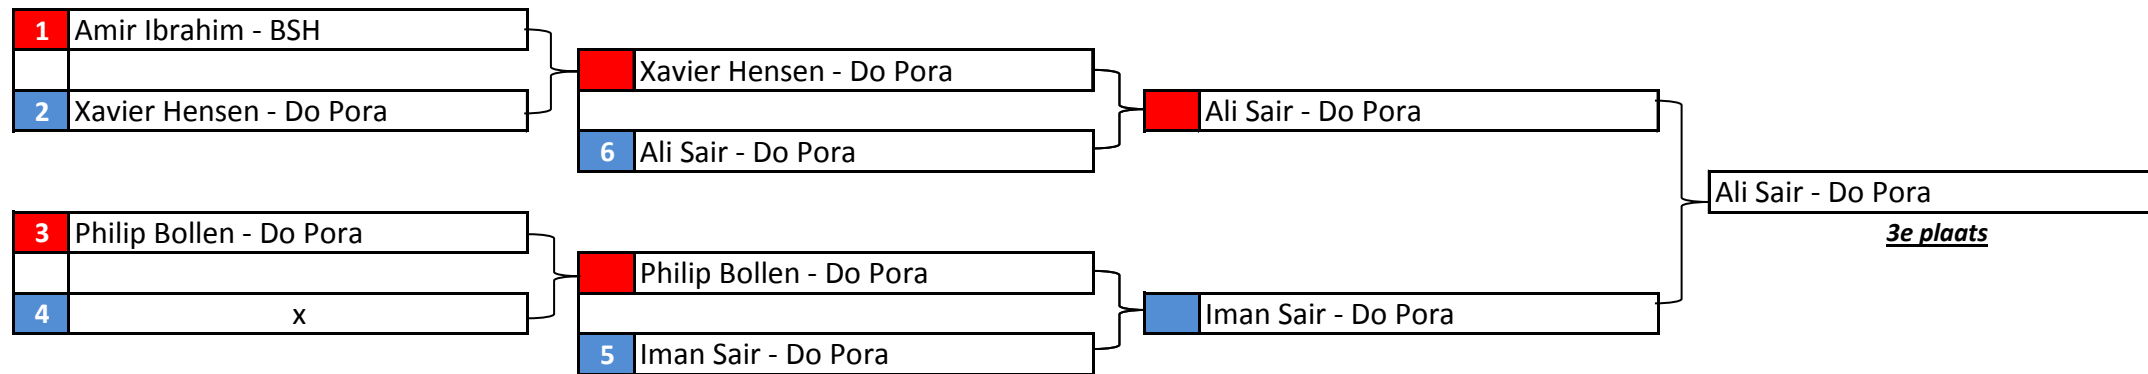 1 Amir Ibrahim - BSH
Xavier Hensen - Do Pora
2 Xavier Hensen - Do Pora
Ali Sair - Do Pora
6 Ali Sair - Do Pora
Ali Sair - Do Pora
3 Philip Bollen - Do Pora
3e plaats
Philip Bollen - Do Pora
4 x
Iman Sair - Do Pora
5 Iman Sair - Do Pora